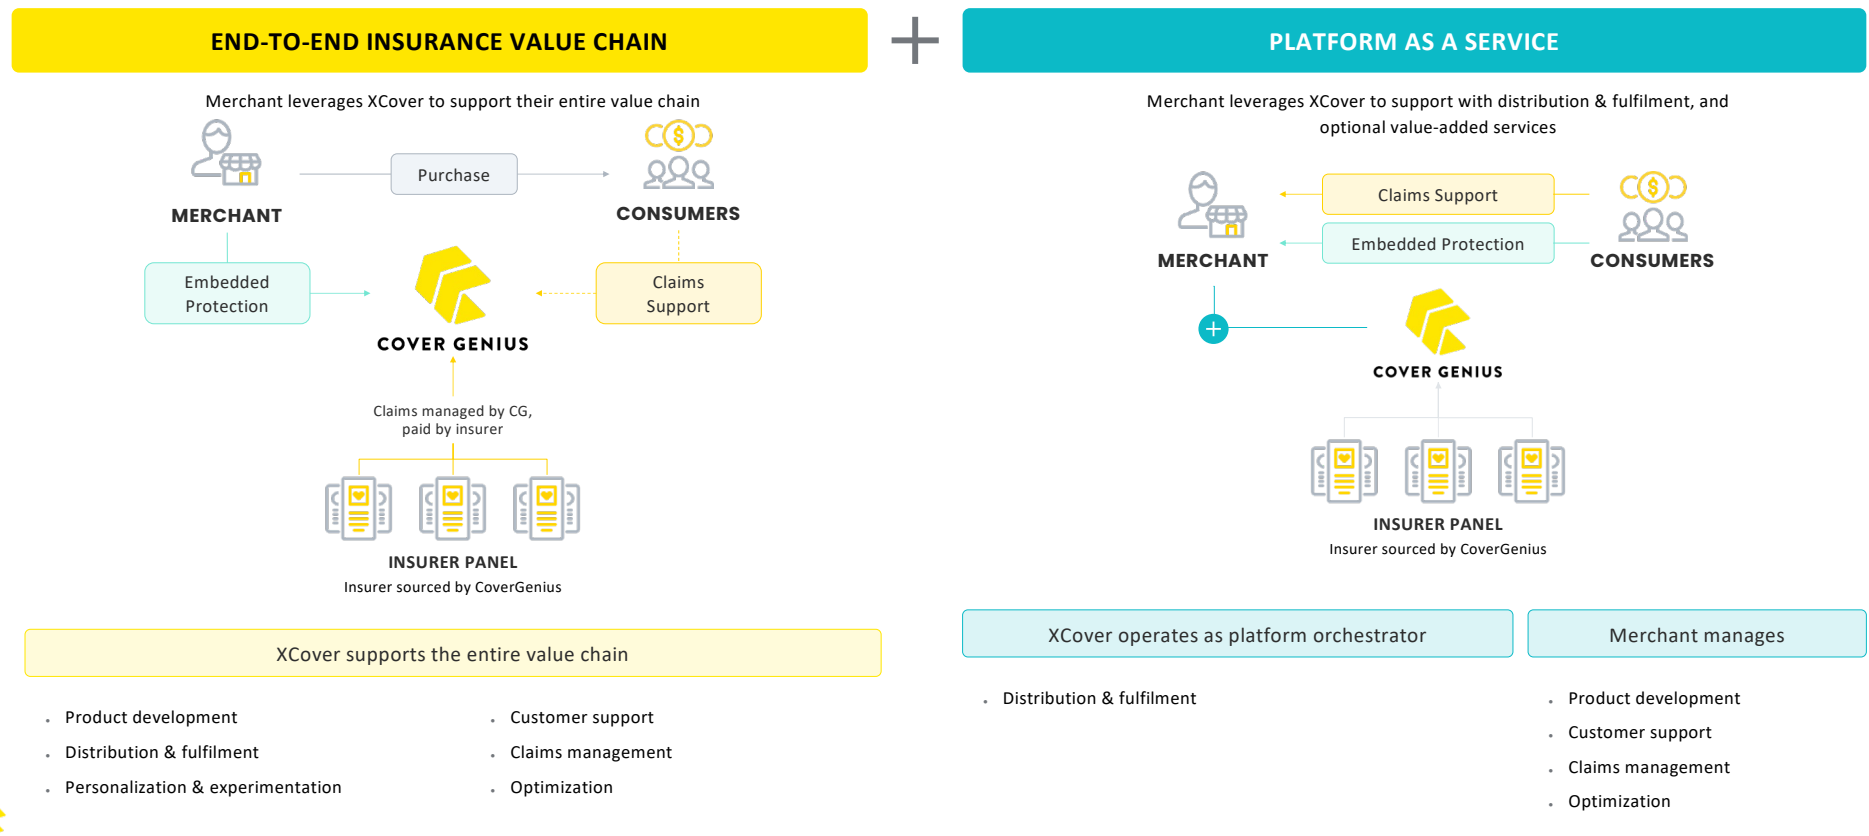 END-TO-END INSURANCE VALUE CHAIN
Merchant leverages XCover to support their entire value chain
Purchase
MERCHANT
CONSUMERS
Embedded
Protection
Claims
Support
COVER GENIUS
Claims managed by CG,
paid by insurer
INSURER PANEL
Insurer sourced by CoverGenius
XCover supports the entire value chain
• Product development
• Distribution & fulfilment
• Personalization & experimentation
• Customer support
• Claims management
• Optimization
+
PLATFORM AS A SERVICE
Merchant leverages XCover to support with distribution & fulfilment, and
optional value-added services
Claims Support
Embedded Protection
MERCHANT
CONSUMERS
+
COVER GENIUS
INSURER PANEL
Insurer sourced by CoverGenius
XCover operates as platform orchestrator
• Distribution & fulfilment
Merchant manages
• Product development
• Customer support
• Claims management
• Optimization